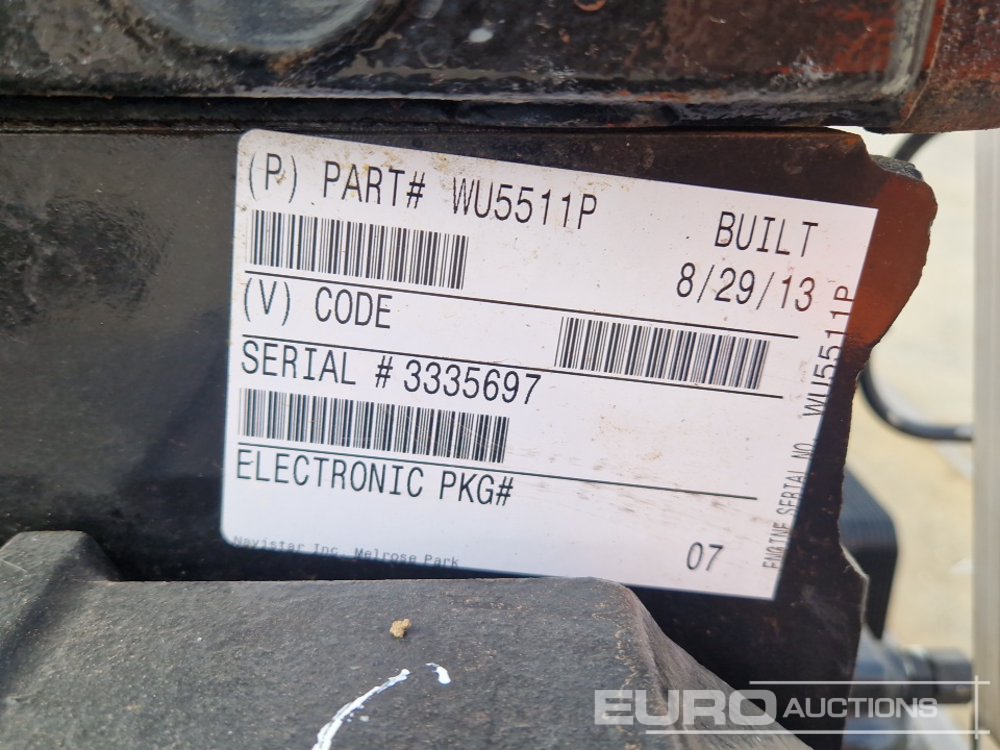 (P) PART# WU5511P
BUILT
8/29/13
(V) CODE
SERIAL # 3335697
ELECTRONIC PKG#
Navistar Inc. Melrose Park
07
ENGINE SERIAL NO. WU5511P
EURO AUCTIONS